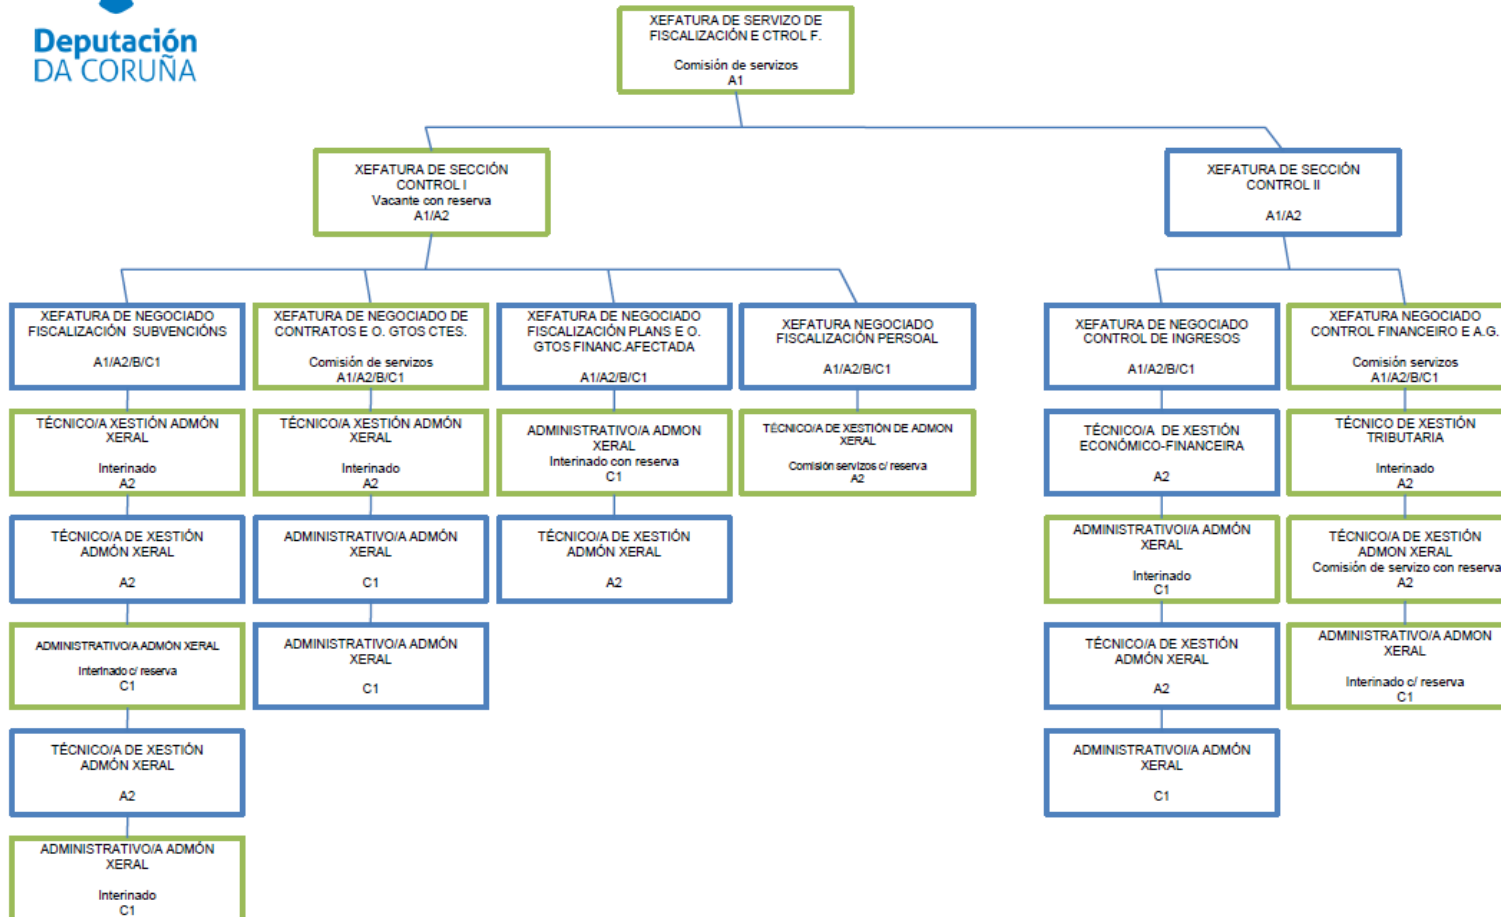 Deputación
DA CORUÑA
XEFATURA DE SERVIZO DE
FISCALIZACIÓN E CTROL F.
Comisión de servizos
A1
XEFATURA DE SECCIÓN
CONTROL I
Vacante con reserva
A1/A2
XEFATURA DE SECCIÓN
CONTROL II
A1/A2
XEFATURA DE NEGOCIADO
FISCALIZACIÓN SUBVENCIÓNS
A1/A2/B/C1
XEFATURA DE NEGOCIADO DE
CONTRATOS E O. GTOS CTES.
Comisión de servizos
A1/A2/B/C1
XEFATURA DE NEGOCIADO
FISCALIZACIÓN PLANS E O.
GTOS FINANC.AFECTADA
A1/A2/B/C1
XEFATURA NEGOCIADO
FISCALIZACIÓN PERSOAL
A1/A2/B/C1
XEFATURA DE NEGOCIADO
CONTROL DE INGRESOS
A1/A2/B/C1
XEFATURA NEGOCIADO
CONTROL FINANCEIRO E A.G.
Comisión servizos
A1/A2/B/C1
TÉCNICO/A XESTIÓN ADMÓN
XERAL
Interinado
A2
TÉCNICO/A XESTIÓN ADMÓN
XERAL
Interinado
A2
ADMINISTRATIVO/A ADMON
XERAL
Interinado con reserva
C1
TÉCNICO/A DE XESTIÓN DE ADMON
XERAL
Comisión servizos c/ reserva
A2
TÉCNICO/A DE XESTIÓN
ECONÓMICO-FINANCEIRA
A2
TÉCNICO DE XESTIÓN
TRIBUTARIA
Interinado
A2
TÉCNICO/A DE XESTIÓN
ADMÓN XERAL
A2
ADMINISTRATIVO/A ADMÓN
XERAL
C1
TÉCNICO/A DE XESTIÓN
ADMÓN XERAL
A2
ADMINISTRATIVOI/A ADMÓN
XERAL
Interinado
C1
TÉCNICO/A DE XESTIÓN
ADMON XERAL
Comisión de servizo con reserva
A2
ADMINISTRATIVO/A ADMÓN XERAL
Interinado c/ reserva
C1
ADMINISTRATIVO/A ADMÓN
XERAL
C1
TÉCNICO/A DE XESTIÓN
ADMÓN XERAL
A2
ADMINISTRATIVO/A ADMON
XERAL
Interinado c/ reserva
C1
TÉCNICO/A DE XESTIÓN
ADMÓN XERAL
A2
ADMINISTRATIVOI/A ADMÓN
XERAL
C1
ADMINISTRATIVO/A ADMÓN
XERAL
Interinado
C1